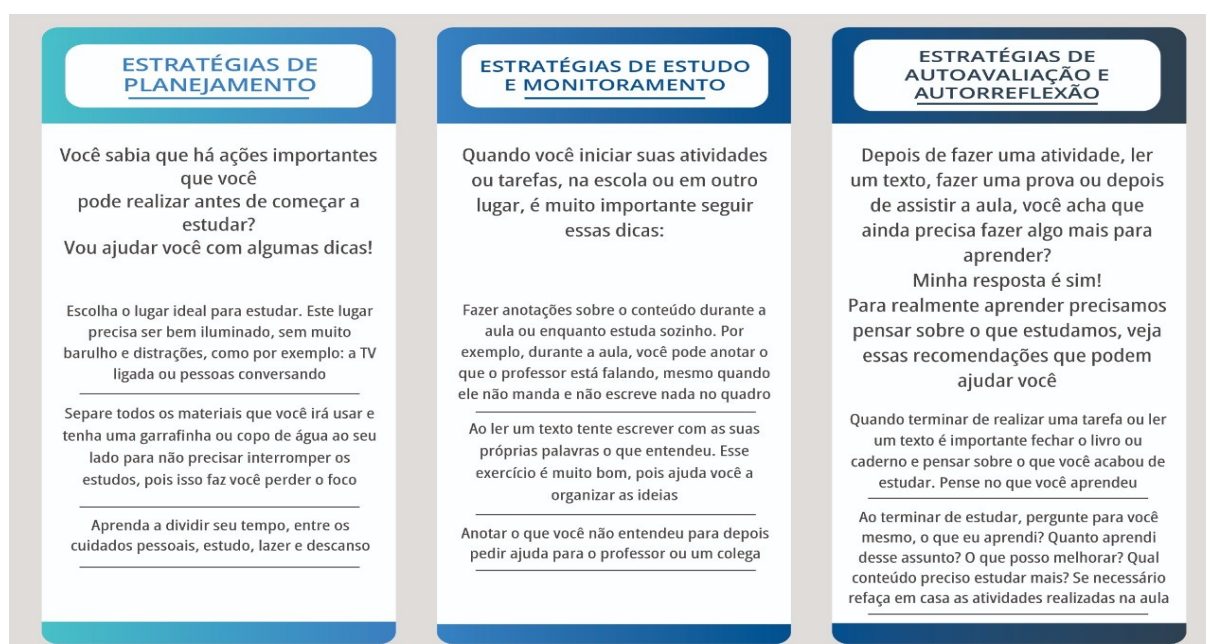 ESTRATÉGIAS DE
PLANEJAMENTO
Você sabia que há ações importantes
que você
pode realizar antes de começar a
estudar?
Vou ajudar você com algumas dicas!
Escolha o lugar ideal para estudar. Este lugar
precisa ser bem iluminado, sem muito
barulho e distrações, como por exemplo: a TV
ligada ou pessoas conversando
Separe todos os materiais que você irá usar e
tenha uma garrafinha ou copo de água ao seu
lado para não precisar interromper os
estudos, pois isso faz você perder o foco
Aprenda a dividir seu tempo, entre os
cuidados pessoais, estudo, lazer e descanso
ESTRATÉGIAS DE ESTUDO
E MONITORAMENTO
Quando você iniciar suas atividades
ou tarefas, na escola ou em outro
lugar, é muito importante seguir
essas dicas:
Fazer anotações sobre o conteúdo durante a
aula ou enquanto estuda sozinho. Por
exemplo, durante a aula, você pode anotar o
que o professor está falando, mesmo quando
ele não manda e não escreve nada no quadro
Ao ler um texto tente escrever com as suas
próprias palavras o que entendeu. Esse
exercício é muito bom, pois ajuda você a
organizar as ideias
Anotar o que você não entendeu para depois
pedir ajuda para o professor ou um colega
ESTRATÉGIAS DE
AUTOAVALIAÇÃO E
AUTORREFLEXÃO
Depois de fazer uma atividade, ler
um texto, fazer uma prova ou depois
de assistir a aula, você acha que
ainda precisa fazer algo mais para
aprender?
Minha resposta é sim!
Para realmente aprender precisamos
pensar sobre o que estudamos, veja
essas recomendações que podem
ajudar você
Quando terminar de realizar uma tarefa ou ler
um texto é importante fechar o livro ou
caderno e pensar sobre o que você acabou de
estudar. Pense no que você aprendeu
Ao terminar de estudar, pergunte para você
mesmo, o que eu aprendi? Quanto aprendi
desse assunto? O que posso melhorar? Qual
conteúdo preciso estudar mais? Se necessário
refaça em casa as atividades realizadas na aula